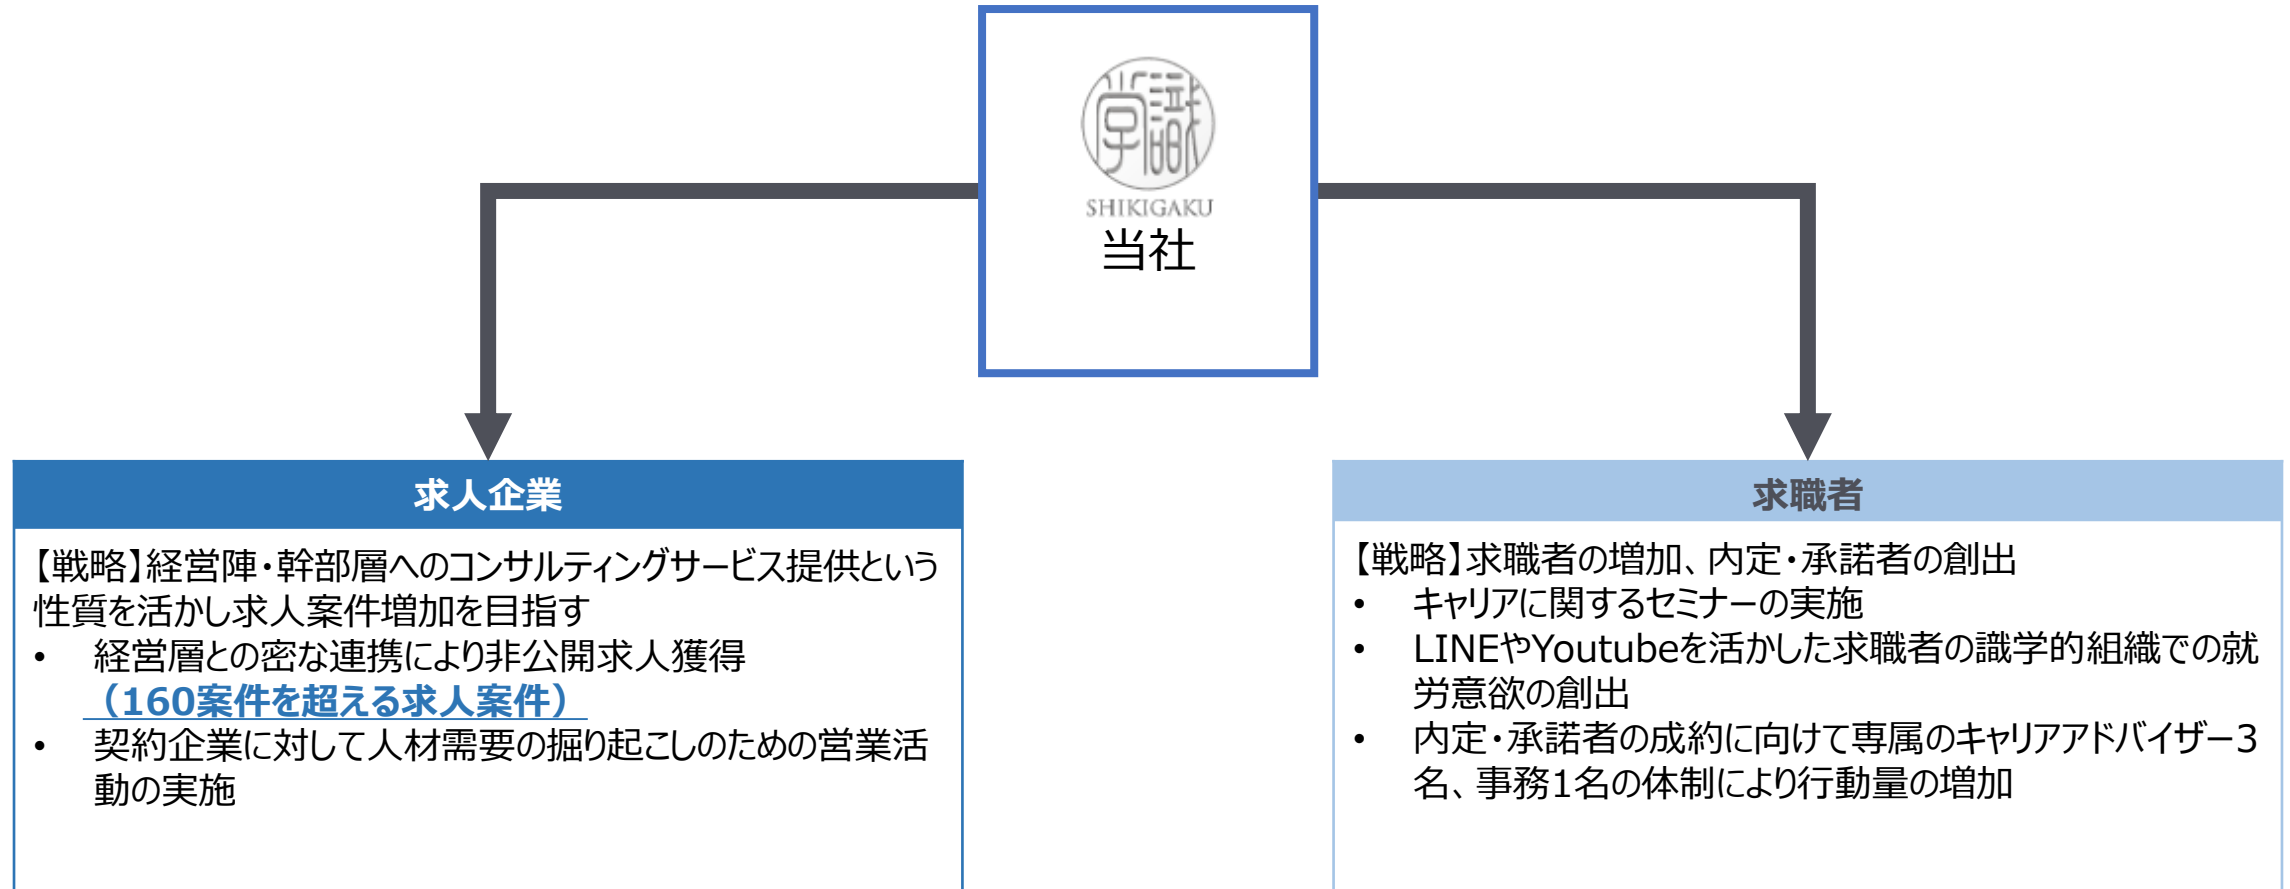 学識
SHIKIGAKU
当社
求人企業
【戦略】経営陣・幹部層へのコンサルティングサービス提供という
性質を活かし求人案件増加を目指す
• 経営層との密な連携により非公開求人獲得
（160案件を超える求人案件）
• 契約企業に対して人材需要の掘り起こしのための営業活
動の実施
求職者
【戦略】求職者の増加、内定・承諾者の創出
• キャリアに関するセミナーの実施
• LINEやYoutubeを活かした求職者の識学的組織での就
労意欲の創出
• 内定・承諾者の成約に向けて専属のキャリアアドバイザー3
名、事務1名の体制により行動量の増加